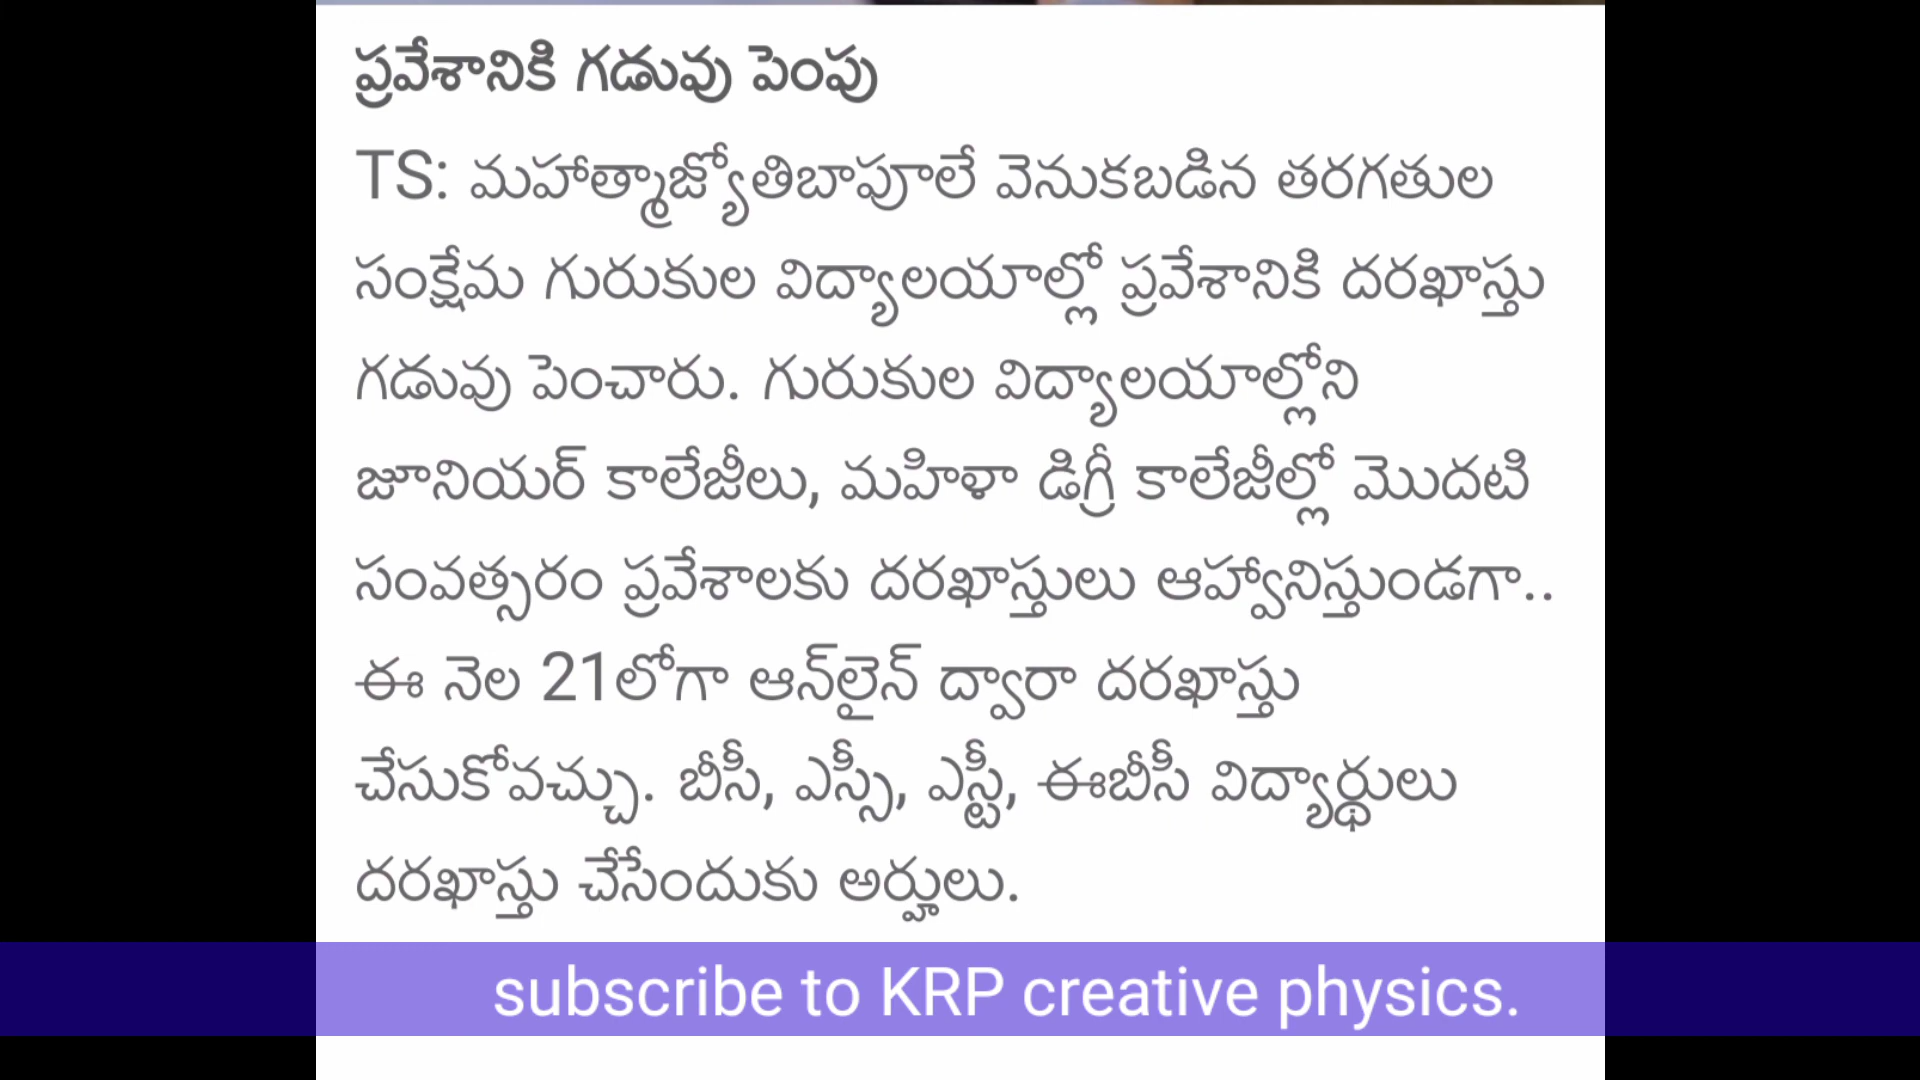 ప్రవేశానికి గడువు పెంపు
TS: మహాత్మాజ్యోతిబాపూలే వెనుకబడిన తరగతుల
సంక్షేమ గురుకుల విద్యాలయాల్లో ప్రవేశానికి దరఖాస్తు
గడువు పెంచారు. గురుకుల విద్యాలయాల్లోని
జూనియర్ కాలేజీలు, మహిళా డిగ్రీ కాలేజీల్లో మొదటి
సంవత్సరం ప్రవేశాలకు దరఖాస్తులు ఆహ్వానిస్తుండగా..
ఈ నెల 21లోగా ఆన్‌లైన్ ద్వారా దరఖాస్తు
చేసుకోవచ్చు. బీసీ, ఎస్సీ, ఎస్టీ, ఈబీసీ విద్యార్థులు
దరఖాస్తు చేసేందుకు అర్హులు.
subscribe to KRP creative physics.